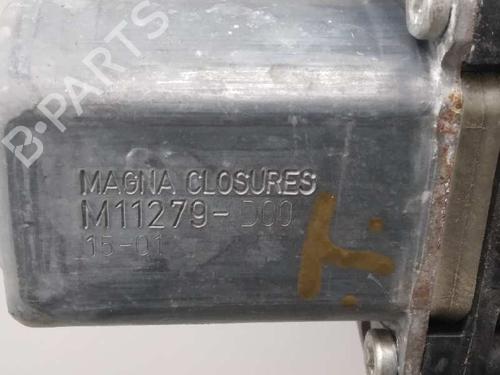 B-PARTS
MAGNA CLOSURES
M11279-D00
15-01